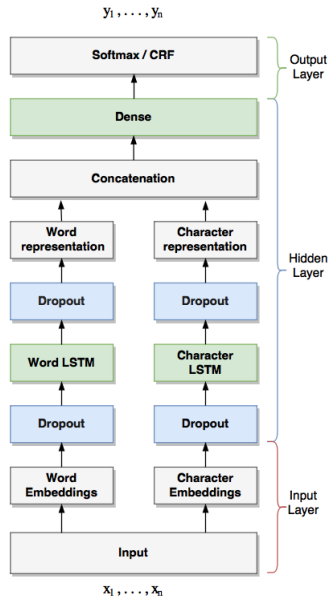 y1 , . . . , yn
Softmax / CRF
Output
Layer
Dense
Concatenation
Word
representation
Character
representation
Hidden
Layer
Dropout
Dropout
Word LSTM
Character
LSTM
Dropout
Dropout
Word
Embeddings
Character
Embeddings
Input
Layer
Input
x1 , . . . , xn